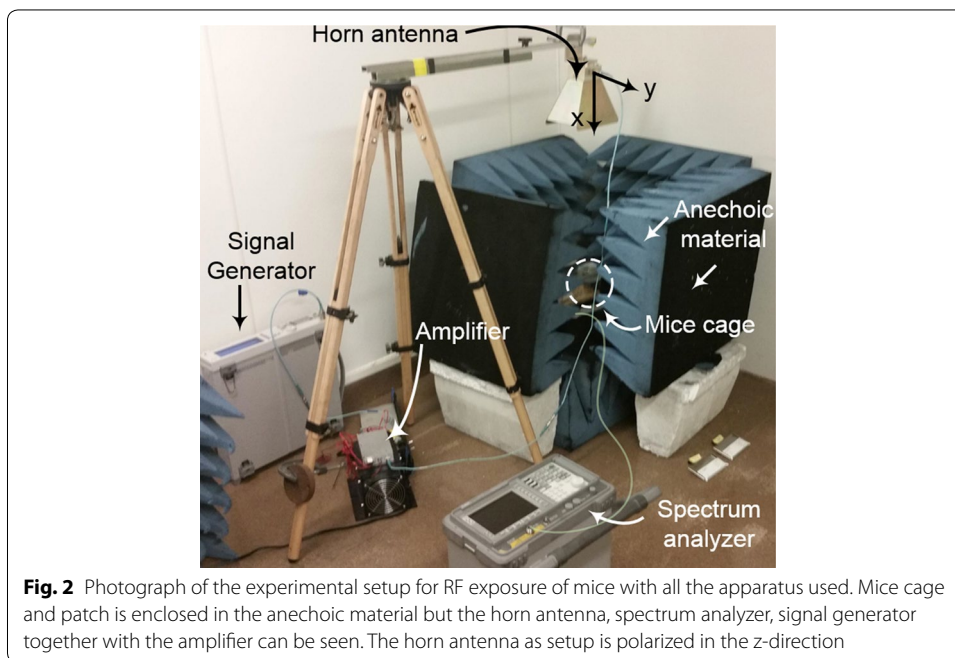 Horn antenna
y
x
Anechoic
material
Signal
Generator
Amplifier
Mice cage
Spectrum
analyzer
Fig. 2 Photograph of the experimental setup for RF exposure of mice with all the apparatus used. Mice cage
and patch is enclosed in the anechoic material but the horn antenna, spectrum analyzer, signal generator
together with the amplifier can be seen. The horn antenna as setup is polarized in the z-direction